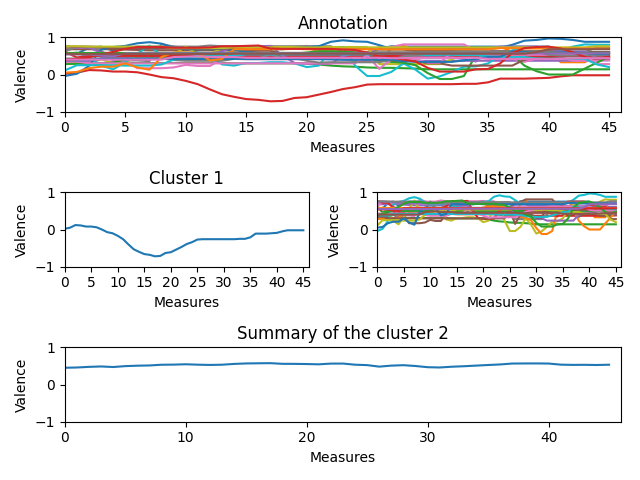 Annotation
Valence
1
0
−1
0 5 10 15 20 25 30 35 40 45
Measures
Cluster 1
Valence
1
0
−1
0 5 10 15 20 25 30 35 40 45
Measures
Cluster 2
Valence
1
0
−1
0 5 10 15 20 25 30 35 40 45
Measures
Summary of the cluster 2
Valence
1
0
−1
0 10 20 30 40
Measures